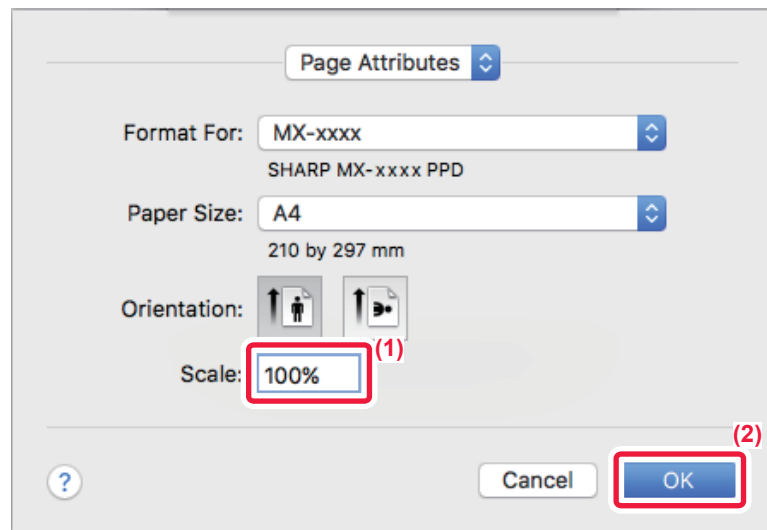 Page Attributes
Format For: MX-xxxx
SHARP MX-xxxx PPD
Paper Size: A4
210 by 297 mm
Orientation:
(1)
Scale: 100%
(2)
? Cancel OK